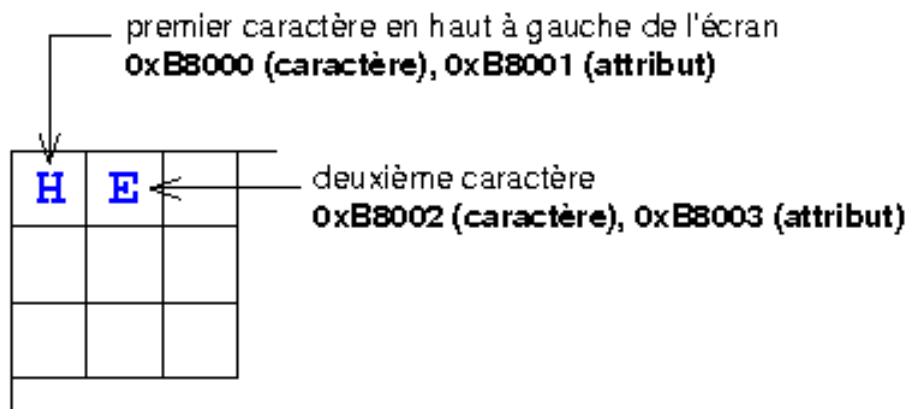 premier caractère en haut à gauche de l'écran
0xB8000 (caractère), 0xB8001 (attribut)
H E
deuxième caractère
0xB8002 (caractère), 0xB8003 (attribut)